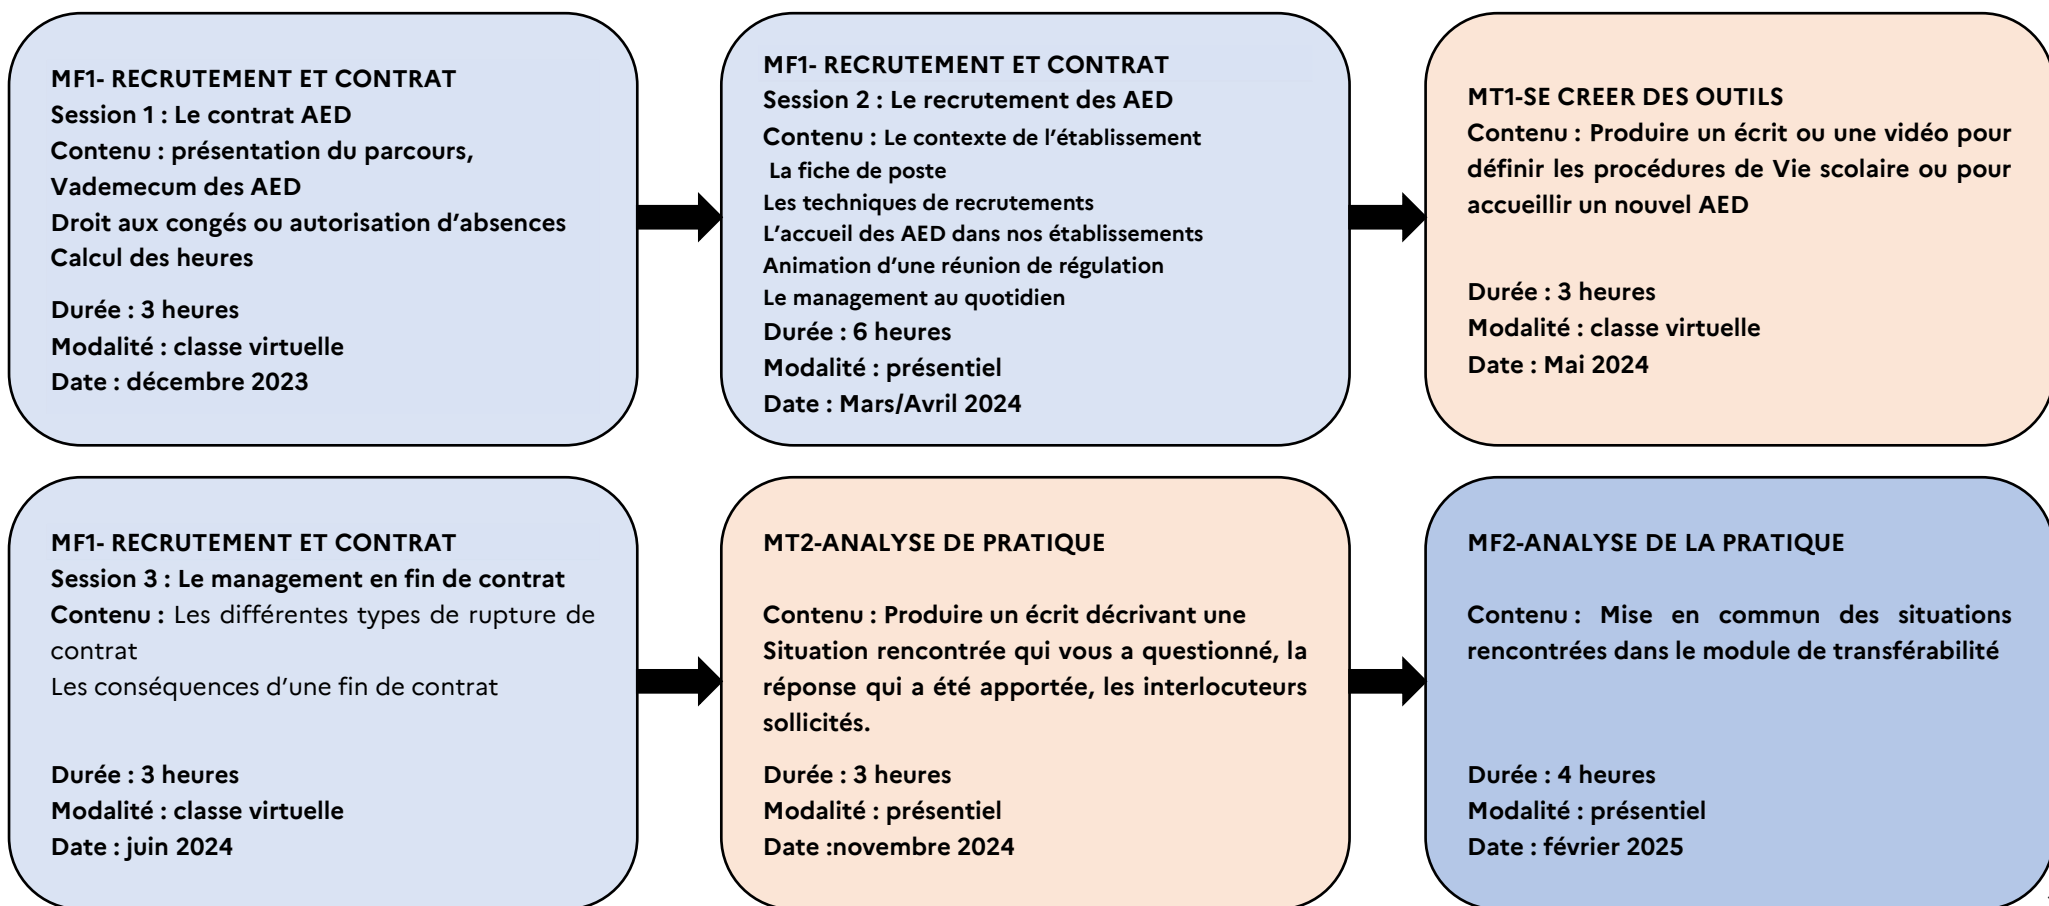 MF1- RECRUTEMENT ET CONTRAT
Session 1 : Le contrat AED
Contenu : présentation du parcours,
Vademecum des AED
Droit aux congés ou autorisation d’absences
Calcul des heures
Durée : 3 heures
Modalité : classe virtuelle
Date : décembre 2023
MF1- RECRUTEMENT ET CONTRAT
Session 2 : Le recrutement des AED
Contenu : Le contexte de l’établissement
La fiche de poste
Les techniques de recrutements
L’accueil des AED dans nos établissements
Animation d’une réunion de régulation
Le management au quotidien
Durée : 6 heures
Modalité : présentiel
Date : Mars/Avril 2024
MT1-SE CREER DES OUTILS
Contenu : Produire un écrit ou une vidéo pour
définir les procédures de Vie scolaire ou pour
accueillir un nouvel AED
Durée : 3 heures
Modalité : classe virtuelle
Date : Mai 2024
MF1- RECRUTEMENT ET CONTRAT
Session 3 : Le management en fin de contrat
Contenu : Les différentes types de rupture de
contrat
Les conséquences d’une fin de contrat
Durée : 3 heures
Modalité : classe virtuelle
Date : juin 2024
MT2-ANALYSE DE PRATIQUE
Contenu : Produire un écrit décrivant une
Situation rencontrée qui vous a questionné, la
réponse qui a été apportée, les interlocuteurs
sollicités.
Durée : 3 heures
Modalité : présentiel
Date :novembre 2024
MF2-ANALYSE DE LA PRATIQUE
Contenu : Mise en commun des situations
rencontrées dans le module de transférabilité
Durée : 4 heures
Modalité : présentiel
Date : février 2025